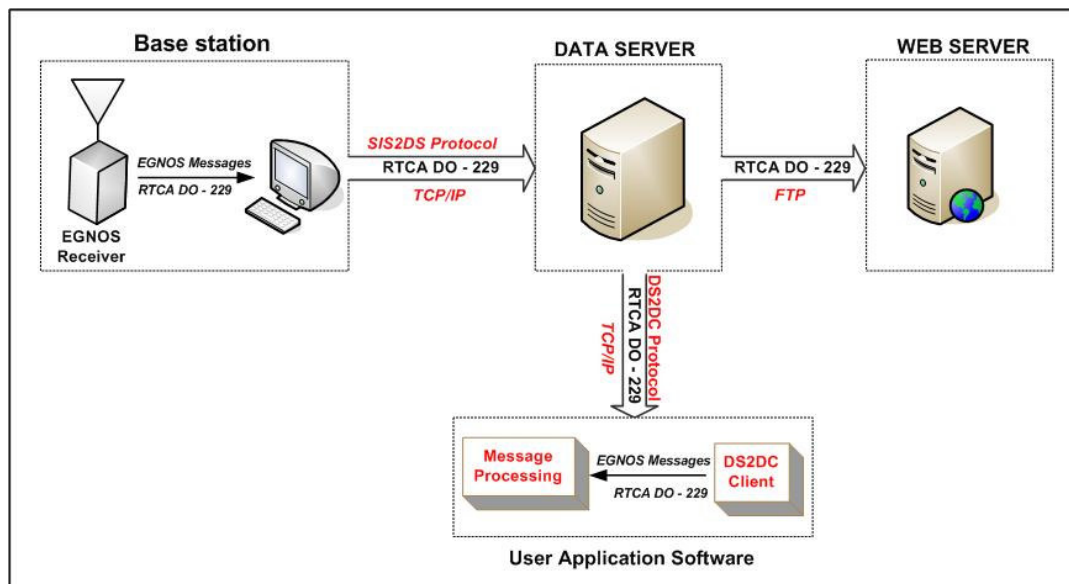 Base station
DATA SERVER
WEB SERVER
EGNOS Messages
RTCA DO - 229
EGNOS
Receiver
SIS2DS Protocol
RTCA DO - 229
TCP/IP
RTCA DO - 229
FTP
DS2DC Protocol
RTCA DO - 229
TCP/IP
Message
Processing
EGNOS Messages
RTCA DO - 229
DS2DC
Client
User Application Software